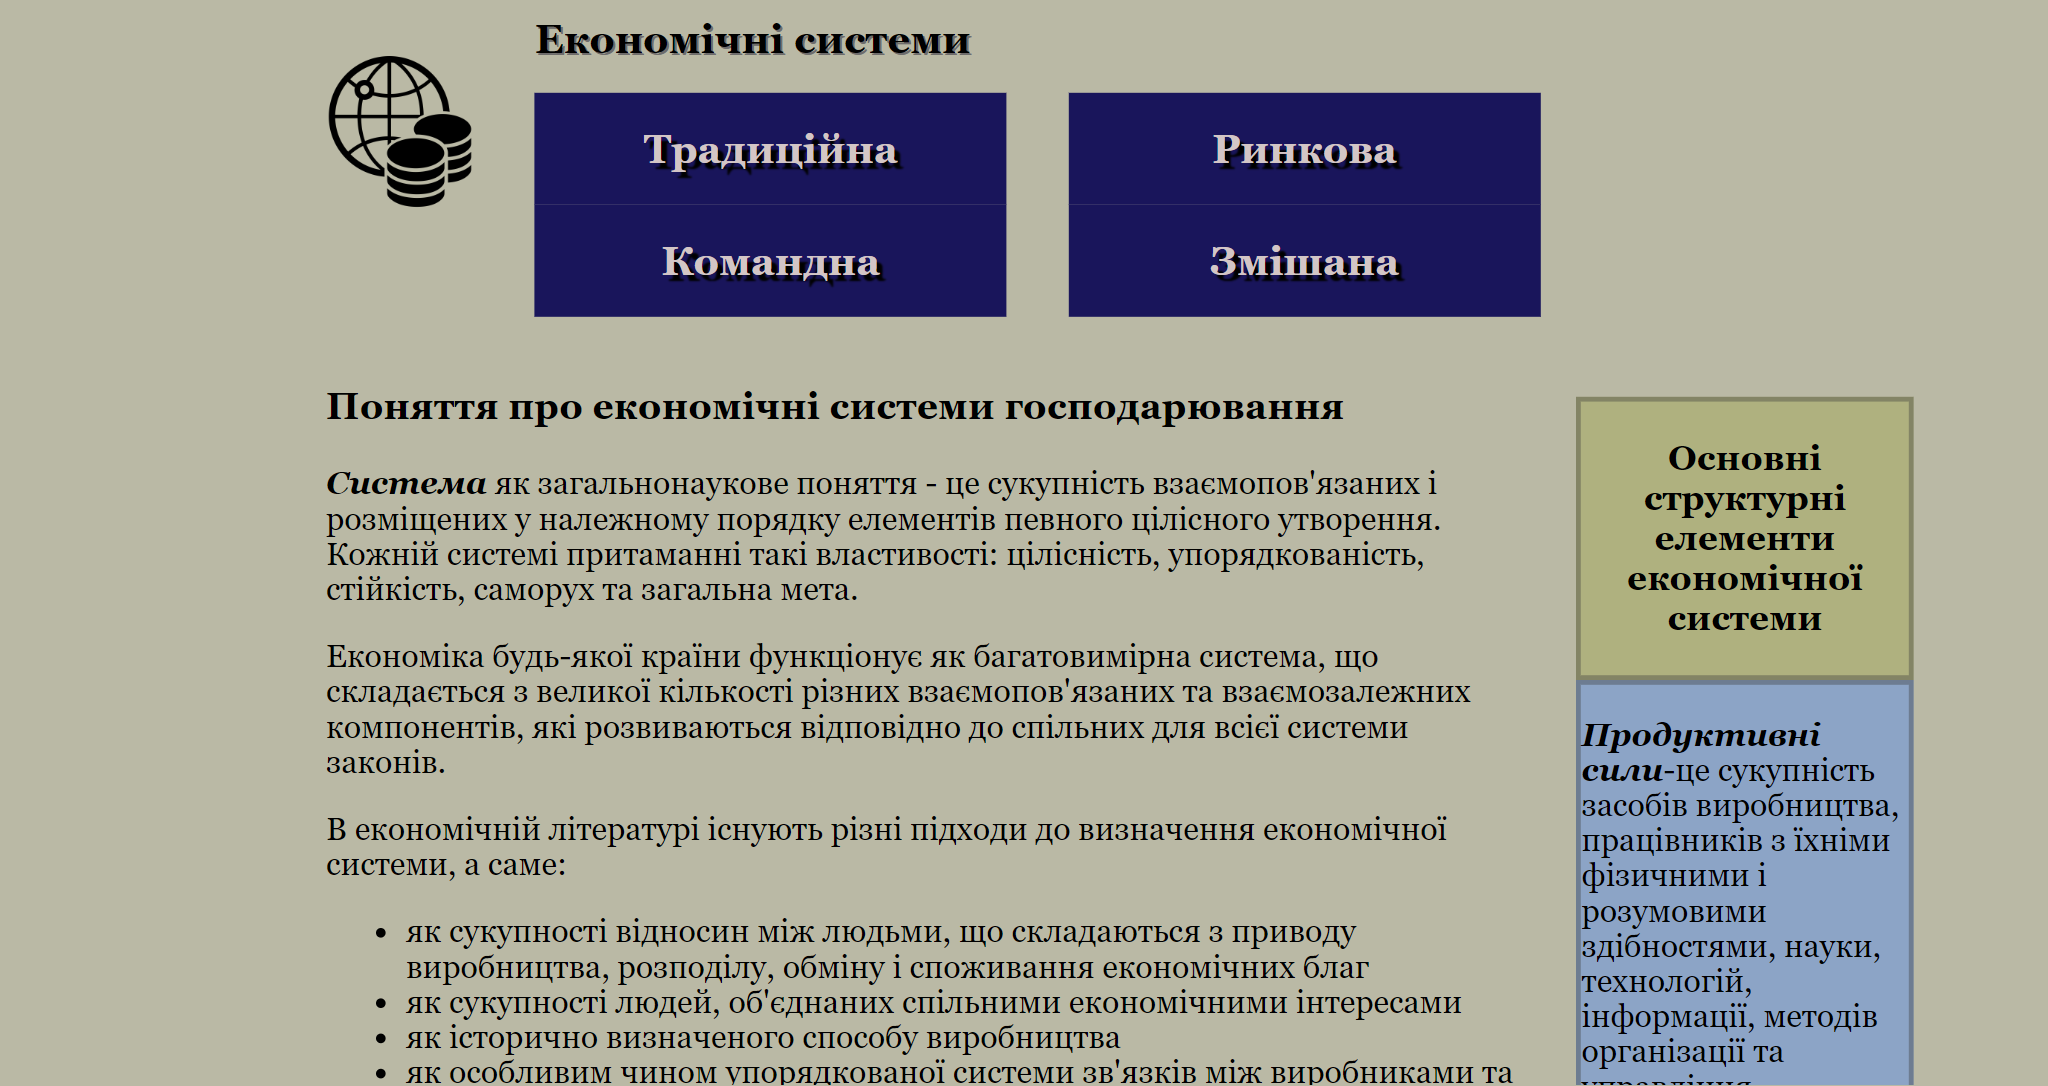 Економічні системи
Традиційна
Ринкова
Командна
Змішана
Поняття про економічні системи господарювання
Система як загальнонаукове поняття - це сукупність взаємопов'язаних і
розміщених у належному порядку елементів певного цілісного утворення.
Кожній системі притаманні такі властивості: цілісність, упорядкованість,
стійкість, саморух та загальна мета.
Економіка будь-якої країни функціонує як багатовимірна система, що
складається з великої кількості різних взаємопов'язаних та взаємозалежних
компонентів, які розвиваються відповідно до спільних для всієї системи
законів.
В економічній літературі існують різні підходи до визначення економічної
системи, а саме:
• як сукупності відносин між людьми, що складаються з приводу
виробництва, розподілу, обміну і споживання економічних благ
• як сукупності людей, об'єднаних спільними економічними інтересами
• як історично визначеного способу виробництва
• як особливим чином упорядкованої системи зв'язків між виробниками та
Основні
структурні
елементи
економічної
системи
Продуктивні
сили-це сукупність
засобів виробництва,
працівників з їхніми
фізичними і
розумовими
здібностями, науки,
технологій,
інформації, методів
організації та